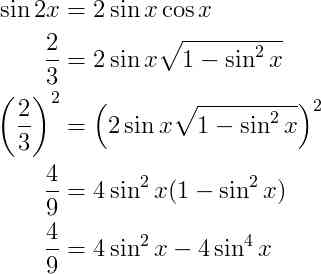 sin 2x = 2 sin x cos x
2/3 = 2 sin x √(1 − sin² x)
(2/3)² = (2 sin x √(1 − sin² x))²
4/9 = 4 sin² x(1 − sin² x)
4/9 = 4 sin² x − 4 sin⁴ x